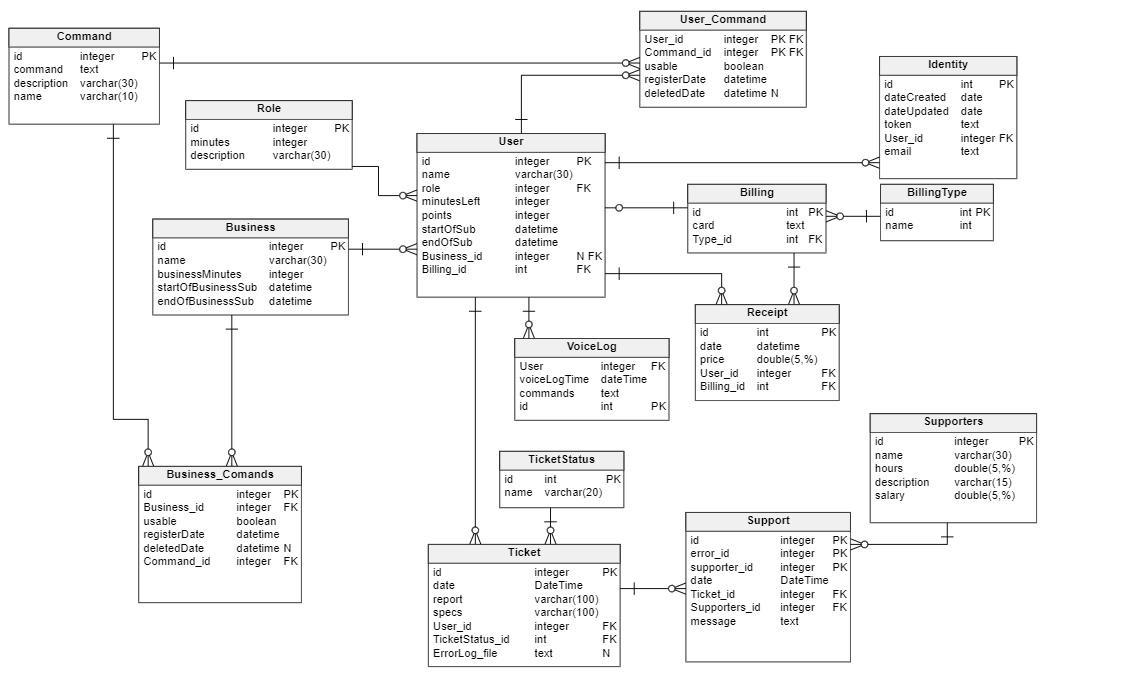 Command
id integer PK
command text
description varchar(30)
name varchar(10)
User_Command
User_id integer PK FK
Command_id integer PK FK
usable boolean
registerDate datetime
deletedDate datetime N
Identity
id int PK
dateCreated date
dateUpdated date
token text
User_id integer FK
email text
Role
id integer PK
minutes integer
description varchar(30)
User
id integer PK
name varchar(30)
role integer FK
minutesLeft integer
points integer
startOfSub datetime
endOfSub datetime
Business_id integer N FK
Billing_id int FK
Billing
id int PK
card text
Type_id int FK
BillingType
id int PK
name int
Business
id integer PK
name varchar(30)
businessMinutes integer
startOfBusinessSub datetime
endOfBusinessSub datetime
Receipt
id int PK
date datetime
price double(5,%)
User_id integer FK
Billing_id int FK
VoiceLog
User integer FK
voiceLogTime dateTime
commands text
id int PK
Supporters
id integer PK
name varchar(30)
hours double(5,%)
description varchar(15)
salary double(5,%)
Business_Comands
id integer PK
Business_id integer FK
usable boolean
registerDate datetime
deletedDate datetime N
Command_id integer FK
TicketStatus
id int PK
name varchar(20)
Ticket
id integer PK
date DateTime
report varchar(100)
specs varchar(100)
User_id integer FK
TicketStatus_id int FK
ErrorLog_file text N
Support
id integer PK
error_id integer PK
supporter_id integer PK
date DateTime
Ticket_id integer FK
Supporters_id integer FK
message text